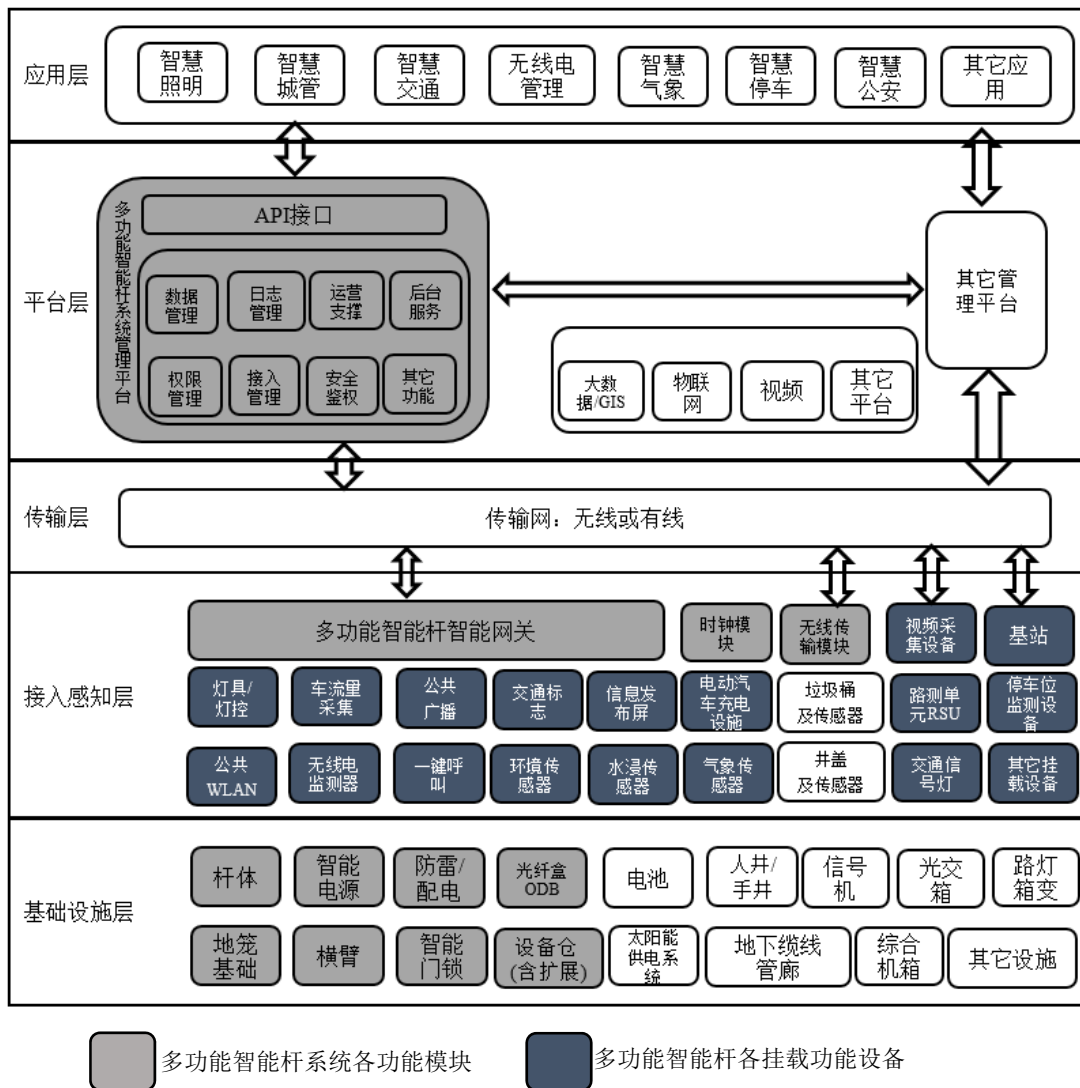 应用层
智慧
照明
智慧
城管
智慧
交通
无线电
管理
智慧
气象
智慧
停车
智慧
公安
其它应
用
平台层
多功能智能杆系统管理平台
API接口
数据
管理
日志
管理
运营
支撑
后台
服务
权限
管理
接入
管理
安全
鉴权
其它
功能
其它管
理平台
大数
据/GIS
物联
网
视频
其它
平台
传输层
传输网：无线或有线
接入感知层
多功能智能杆智能网关
时钟模
块
无线传
输模块
视频采
集设备
基站
灯具/
灯控
车流量
采集
公共
广播
交通标
志
信息发
布屏
电动汽
车充电
设施
垃圾桶
及传感器
路测单
元RSU
停车位
监测设
备
公共
WLAN
无线电
监测器
一键呼
叫
环境传
感器
水浸传
感器
气象传
感器
井盖
及传感器
交通信
号灯
其它挂
载设备
基础设施层
杆体
智能
电源
防雷/
配电
光纤盒
ODB
电池
人井/
手井
信号
机
光交
箱
路灯
箱变
地笼
基础
横臂
智能
门锁
设备仓
(含扩展)
太阳能
供电系
统
地下缆线
管廊
综合
机箱
其它设施
多功能智能杆系统各功能模块
多功能智能杆各挂载功能设备